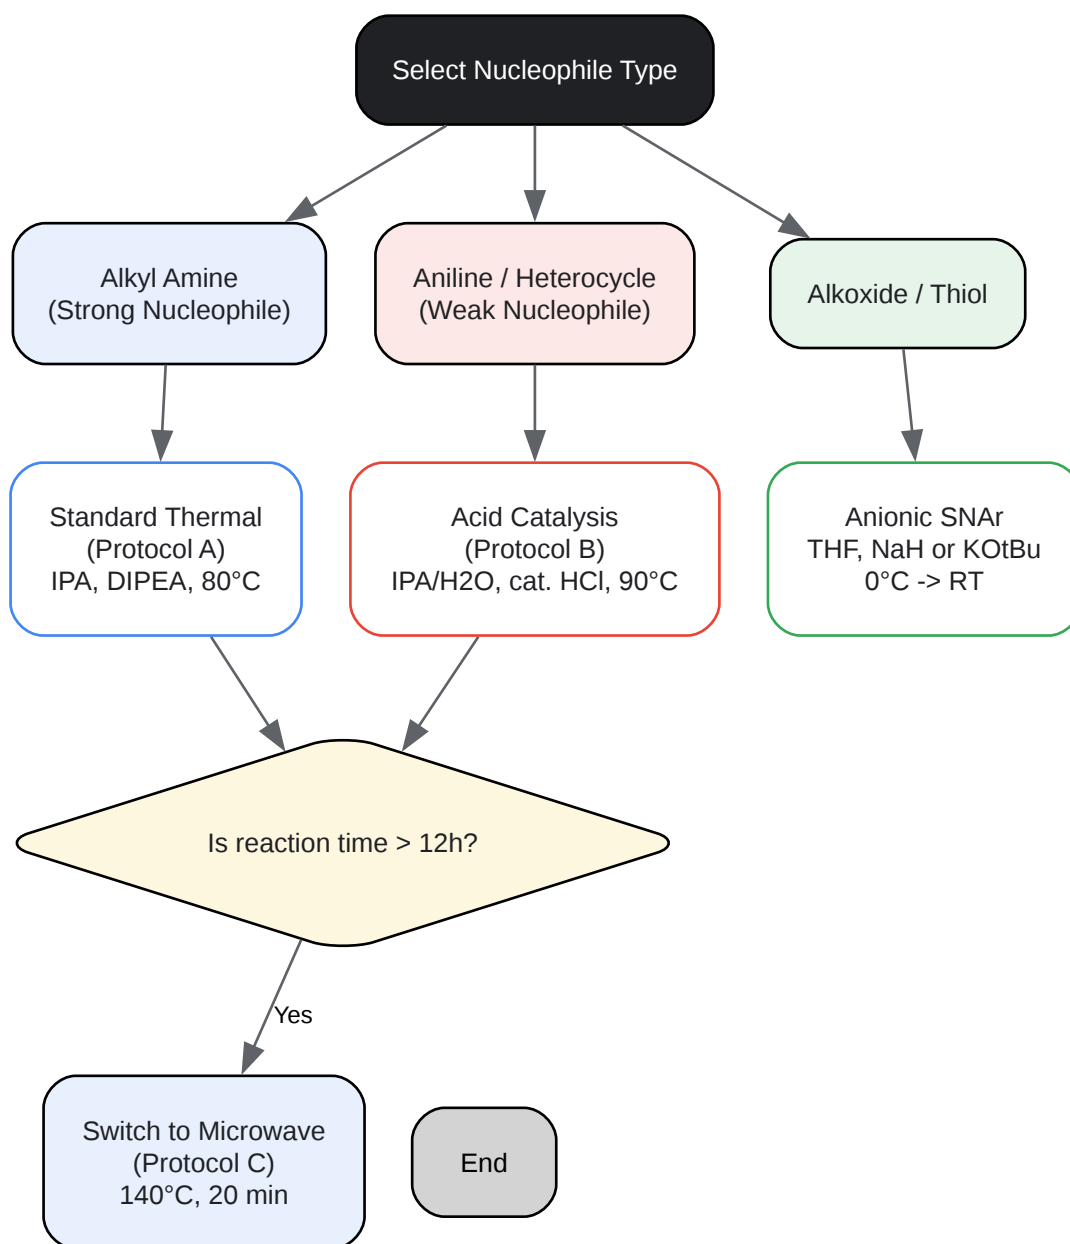 Select Nucleophile Type
Alkyl Amine
(Strong Nucleophile)
Aniline / Heterocycle
(Weak Nucleophile)
Alkoxide / Thiol
Standard Thermal
(Protocol A)
IPA, DIPEA, 80°C
Acid Catalysis
(Protocol B)
IPA/H2O, cat. HCl, 90°C
Anionic SNAr
THF, NaH or KOtBu
0°C -> RT
Is reaction time > 12h?
Yes
Switch to Microwave
(Protocol C)
140°C, 20 min
End